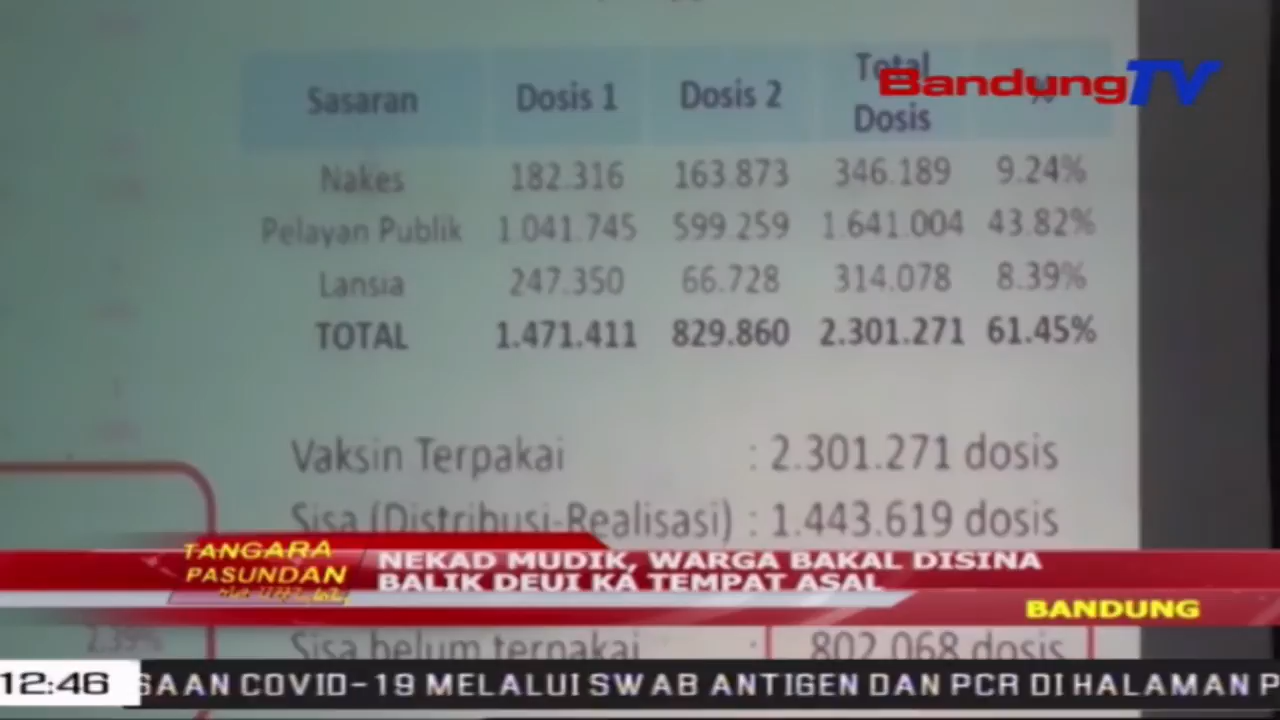 BandungTV
Sasaran Dosis 1 Dosis 2 Total Dosis %
Nakes 182.316 163.873 346.189 9.24%
Pelayan Publik 1.041.745 599.259 1.641.004 43.82%
Lansia 247.350 66.728 314.078 8.39%
TOTAL 1.471.411 829.860 2.301.271 61.45%
Vaksin Terpakai : 2.301.271 dosis
Sisa (Distribusi-Realisasi) : 1.443.619 dosis
TANGARA
PASUNDAN
NEKAD MUDIK, WARGA BAKAL DISINA
BALIK DEUI KA TEMPAT ASAL
BANDUNG
2.39%
Sisa belum terpakai : 802.068 dosis
12:46 SAAN COVID-19 MELALUI SWAB ANTIGEN DAN PCR DI HALAMAN P